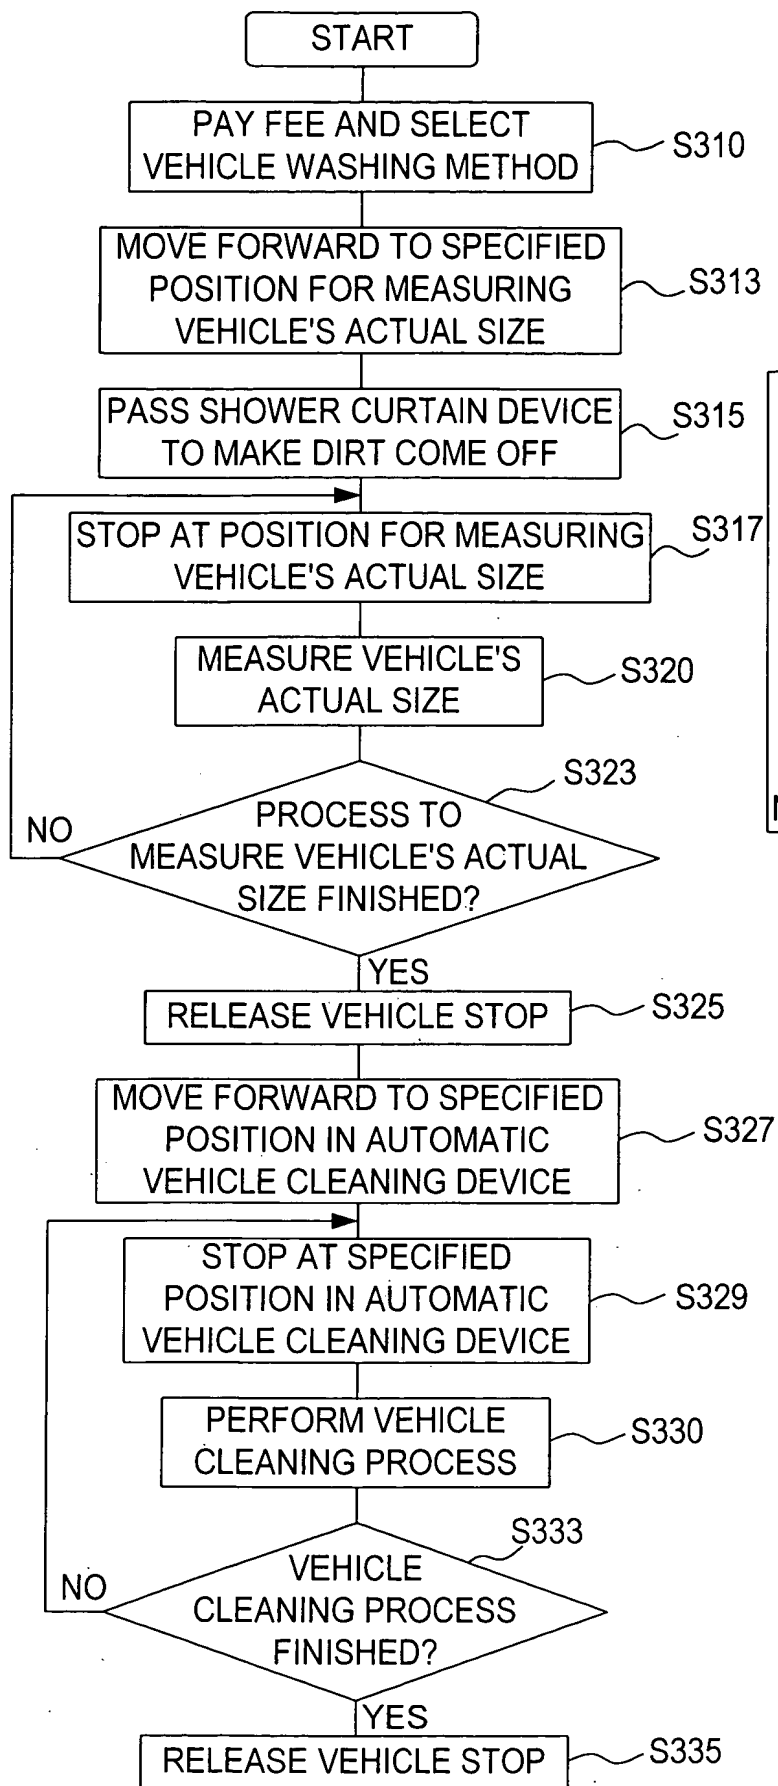 START
PAY FEE AND SELECT
VEHICLE WASHING METHOD
S310
MOVE FORWARD TO SPECIFIED
POSITION FOR MEASURING
VEHICLE'S ACTUAL SIZE
S313
PASS SHOWER CURTAIN DEVICE
TO MAKE DIRT COME OFF
S315
STOP AT POSITION FOR MEASURING
VEHICLE'S ACTUAL SIZE
S317
MEASURE VEHICLE'S
ACTUAL SIZE
S320
S323
PROCESS TO
MEASURE VEHICLE'S ACTUAL
SIZE FINISHED?
NO
YES
RELEASE VEHICLE STOP
S325
MOVE FORWARD TO SPECIFIED
POSITION IN AUTOMATIC
VEHICLE CLEANING DEVICE
S327
STOP AT SPECIFIED
POSITION IN AUTOMATIC
VEHICLE CLEANING DEVICE
S329
PERFORM VEHICLE
CLEANING PROCESS
S330
S333
VEHICLE
CLEANING PROCESS
FINISHED?
NO
YES
RELEASE VEHICLE STOP
S335